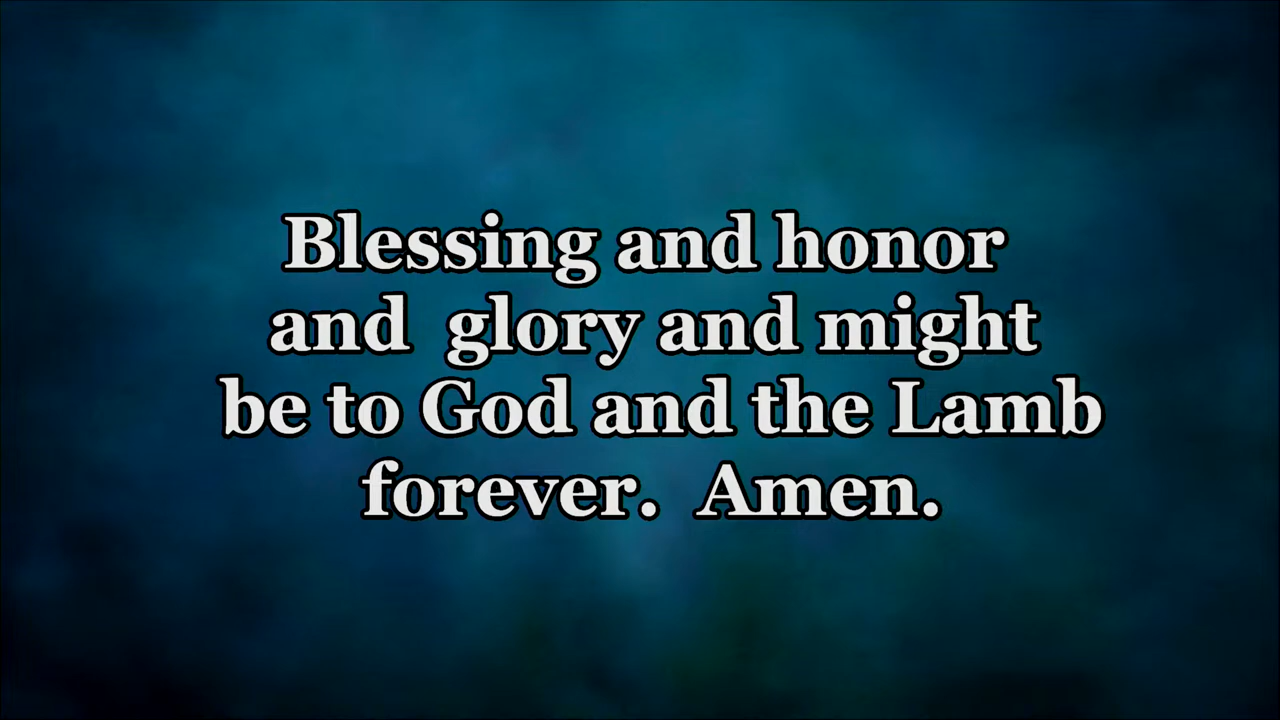 Blessing and honor
and  glory and might
be to God and the Lamb
forever.  Amen.